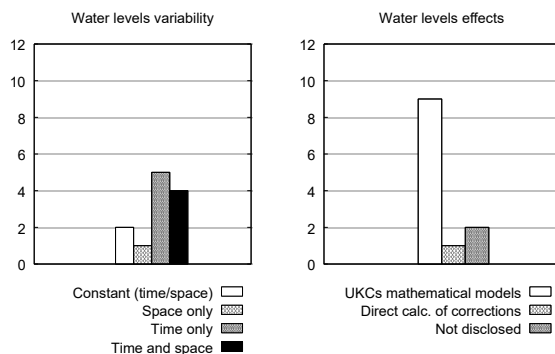 Water levels variability
12
10
8
6
4
2
0
Constant (time/space)
Space only
Time only
Time and space
Water levels effects
12
10
8
6
4
2
0
UKCs mathematical models
Direct calc. of corrections
Not disclosed